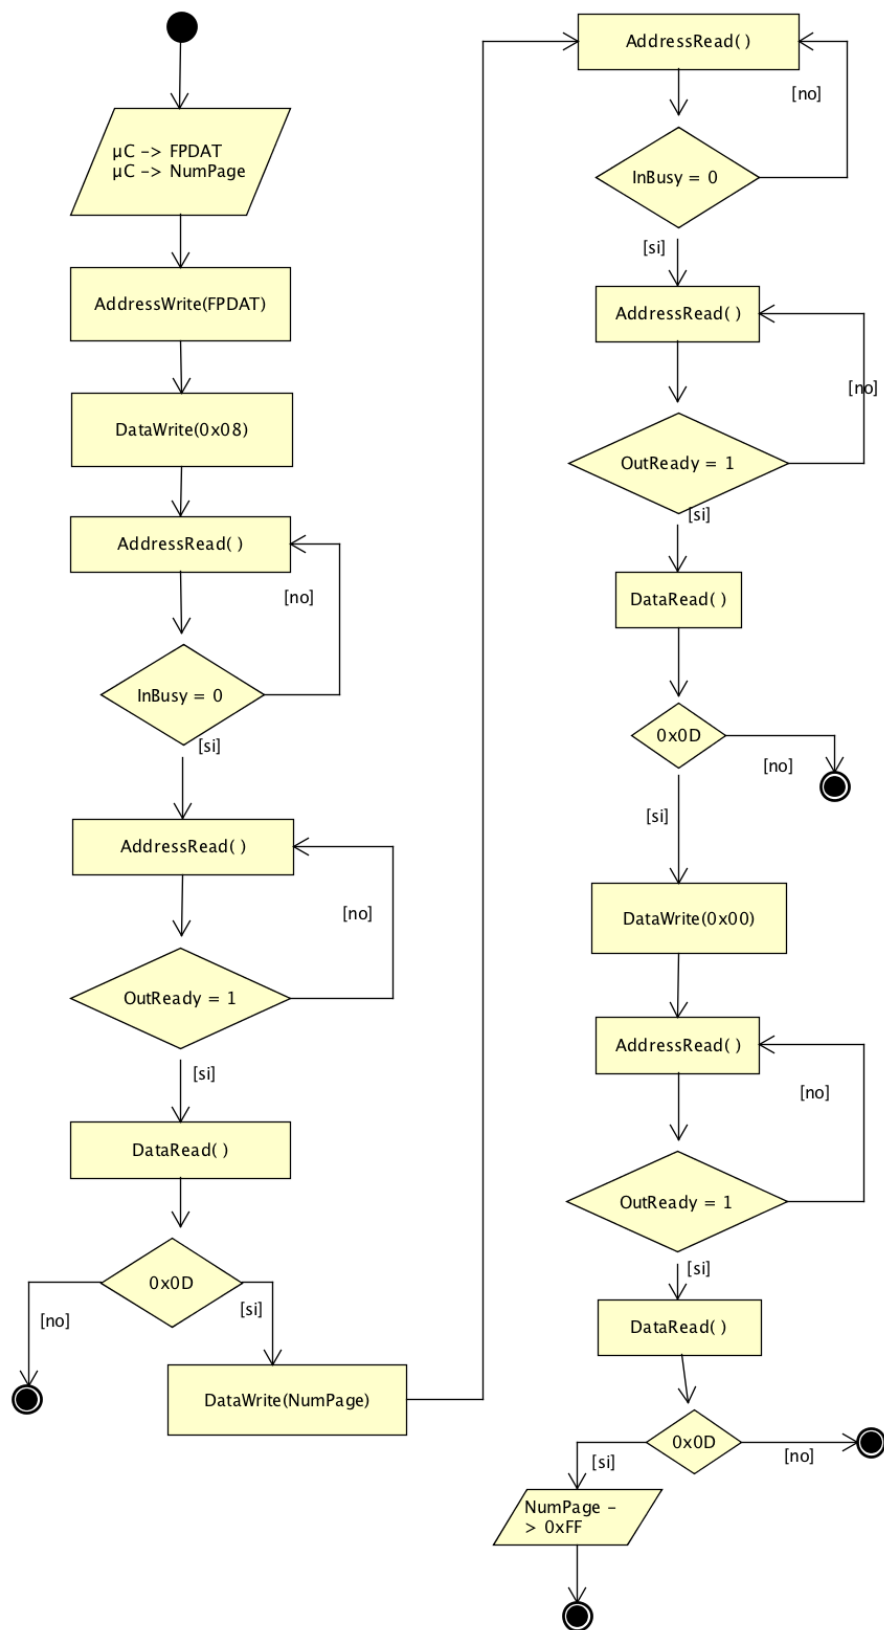 µC -> FPDAT
µC -> NumPage
AddressWrite(FPDAT)
DataWrite(0x08)
AddressRead( )
[no]
InBusy = 0
[si]
AddressRead( )
[no]
OutReady = 1
[si]
DataRead( )
0x0D
[no]
[si]
DataWrite(NumPage)
AddressRead( )
[no]
InBusy = 0
[si]
AddressRead( )
[no]
OutReady = 1
[si]
DataRead( )
0x0D
[no]
[si]
DataWrite(0x00)
AddressRead( )
[no]
OutReady = 1
[si]
DataRead( )
0x0D
[si]
[no]
NumPage -
> 0xFF